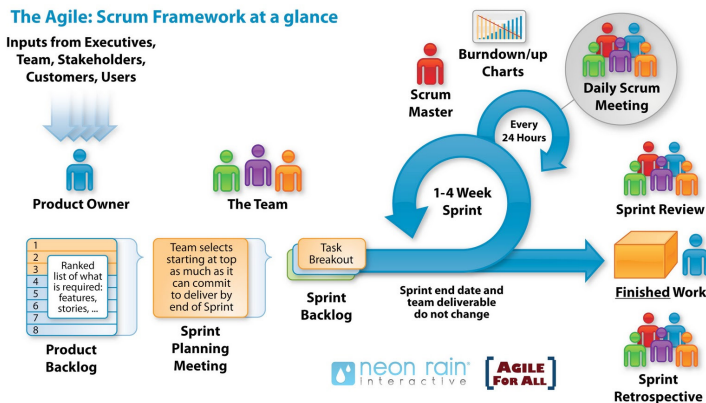 The Agile: Scrum Framework at a glance
Inputs from Executives,
Team, Stakeholders,
Customers, Users
Product Owner
The Team
Scrum
Master
Burndown/up
Charts
Daily Scrum
Meeting
Every
24 Hours
1-4 Week
Sprint
Sprint Review
1
2
3
4
5
6
7
8
Ranked
list of what
is required:
features,
stories, ...
Product
Backlog
Team selects
starting at top
as much as it
can commit
to deliver by
end of Sprint
Sprint
Planning
Meeting
Task
Breakout
Sprint
Backlog
Sprint end date and
team deliverable
do not change
Finished Work
Sprint
Retrospective
neon rain®
interactive
AGILE
FOR ALL